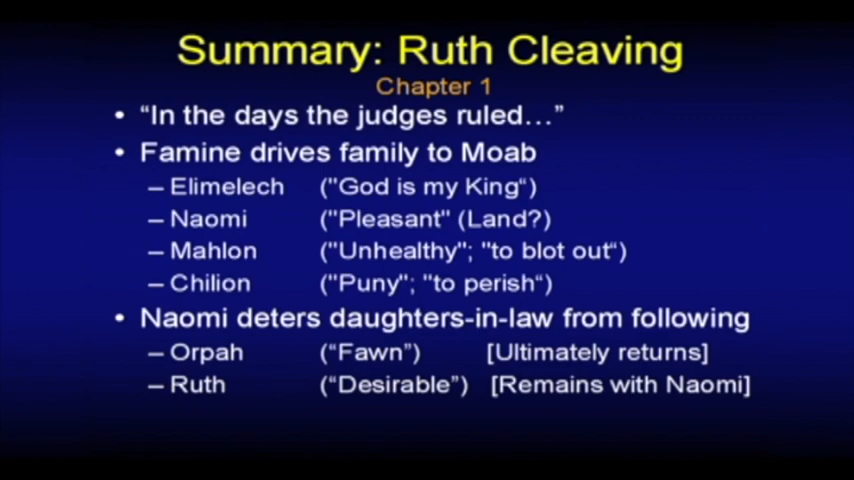 Summary: Ruth Cleaving
Chapter 1
• “In the days the judges ruled…”
• Famine drives family to Moab
– Elimelech ("God is my King“)
– Naomi ("Pleasant" (Land?)
– Mahlon ("Unhealthy"; "to blot out“)
– Chilion ("Puny"; "to perish“)
• Naomi deters daughters-in-law from following
– Orpah (“Fawn”) [Ultimately returns]
– Ruth (“Desirable”) [Remains with Naomi]